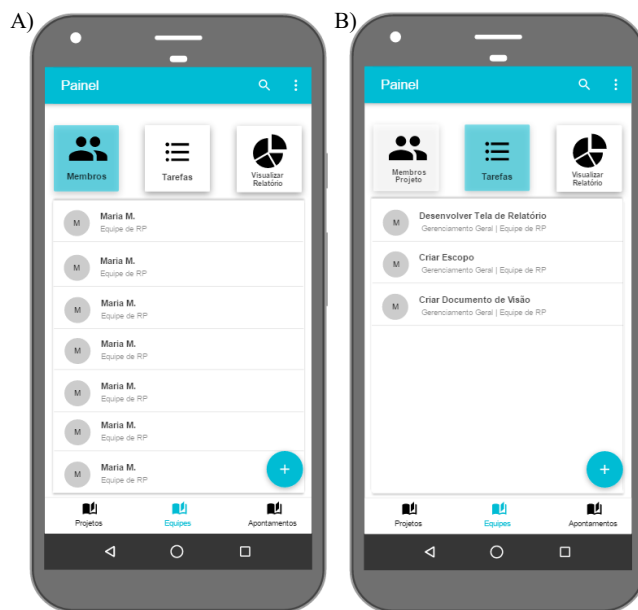 A)
Painel
Membros
Tarefas
Visualizar
Relatório
M
Maria M.
Equipe de RP
M
Maria M.
Equipe de RP
M
Maria M.
Equipe de RP
M
Maria M.
Equipe de RP
M
Maria M.
Equipe de RP
M
Maria M.
Equipe de RP
M
Maria M.
Equipe de RP
Projetos
Equipes
Apontamentos
B)
Painel
Membros
Projeto
Tarefas
Visualizar
Relatório
M
Desenvolver Tela de Relatório
Gerenciamento Geral | Equipe de RP
M
Criar Escopo
Gerenciamento Geral | Equipe de RP
M
Criar Documento de Visão
Gerenciamento Geral | Equipe de RP
Projetos
Equipes
Apontamentos